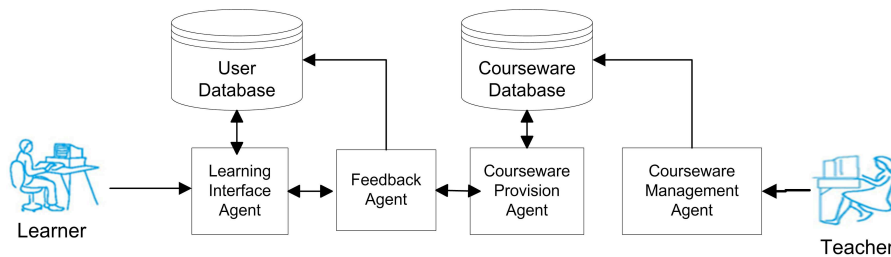 User
Database
Courseware
Database
Learning
Interface
Agent
Feedback
Agent
Courseware
Provision
Agent
Courseware
Management
Agent
Learner
Teacher